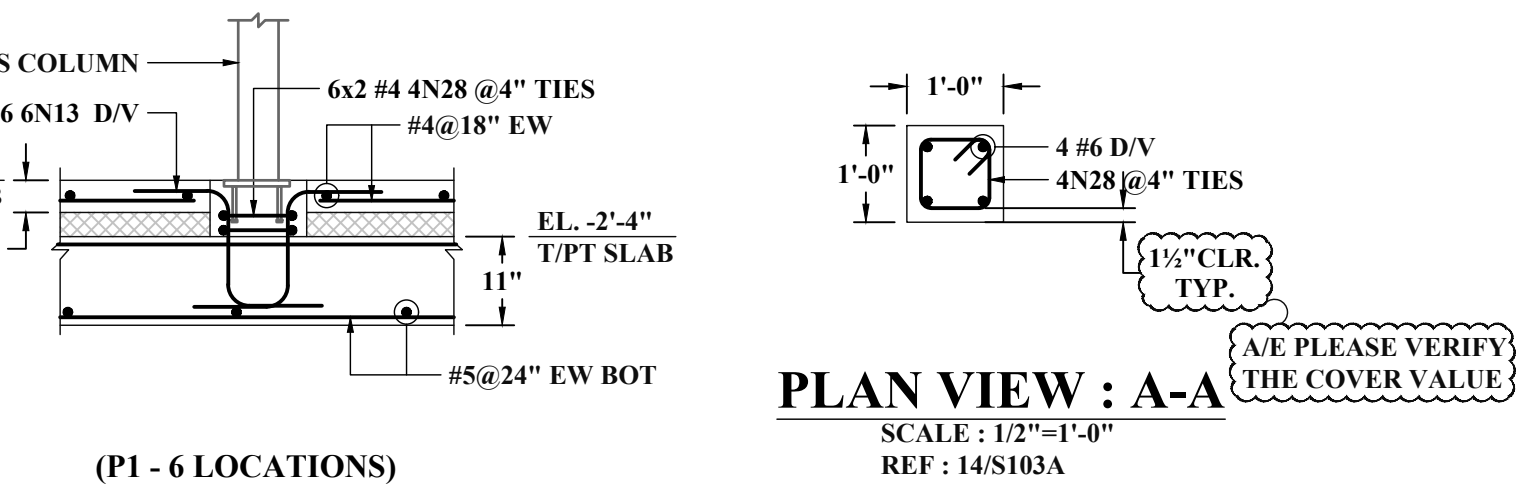 S COLUMN
6x2 #4 4N28 @4" TIES
6 6N13 D/V
#4@18" EW
EL. -2'-4"
T/PT SLAB
11"
#5@24" EW BOT
(P1 - 6 LOCATIONS)
1'-0"
1'-0"
4 #6 D/V
4N28 @4" TIES
1½"CLR.
TYP.
A/E PLEASE VERIFY
THE COVER VALUE
PLAN VIEW : A-A
SCALE : 1/2"=1'-0"
REF : 14/S103A